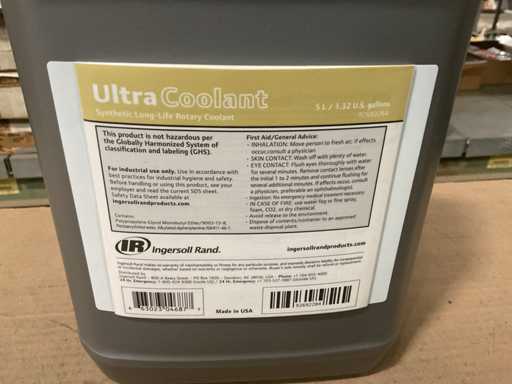 UltraCoolant
Synthetic Long-Life Rotary Coolant
5 L / 1.32 U.S. gallons
This product is not hazardous per
the Globally Harmonized System of
classification and labeling (GHS).
For industrial use only. Use in accordance with
best practices for industrial hygiene and safety.
Before handling or using this product, see your
employer and read the current SDS sheet.
Safety Data Sheet available at
ingersollrandproducts.com
Contains:
First Aid/General Advice:
- INHALATION: Move person to fresh air; if effects
occur, consult a physician.
- SKIN CONTACT: Wash off with plenty of water.
- EYE CONTACT: Flush eyes thoroughly with water
for several minutes. Remove contact lenses after
the initial 1 to 2 minutes and continue flushing for
several additional minutes. If effects occur, consult
a physician, preferable an ophthalmologist.
- Ingestion: No emergency medical treatment necessary.
- IN CASE OF FIRE: use water fog or fine spray,
foam, CO2, or dry chemical.
- Avoid release to the environment.
- Dispose of contents/container to an approved
waste disposal plant.
IR Ingersoll Rand.
ingersollrandproducts.com
Distributed by
Made in USA
92692284